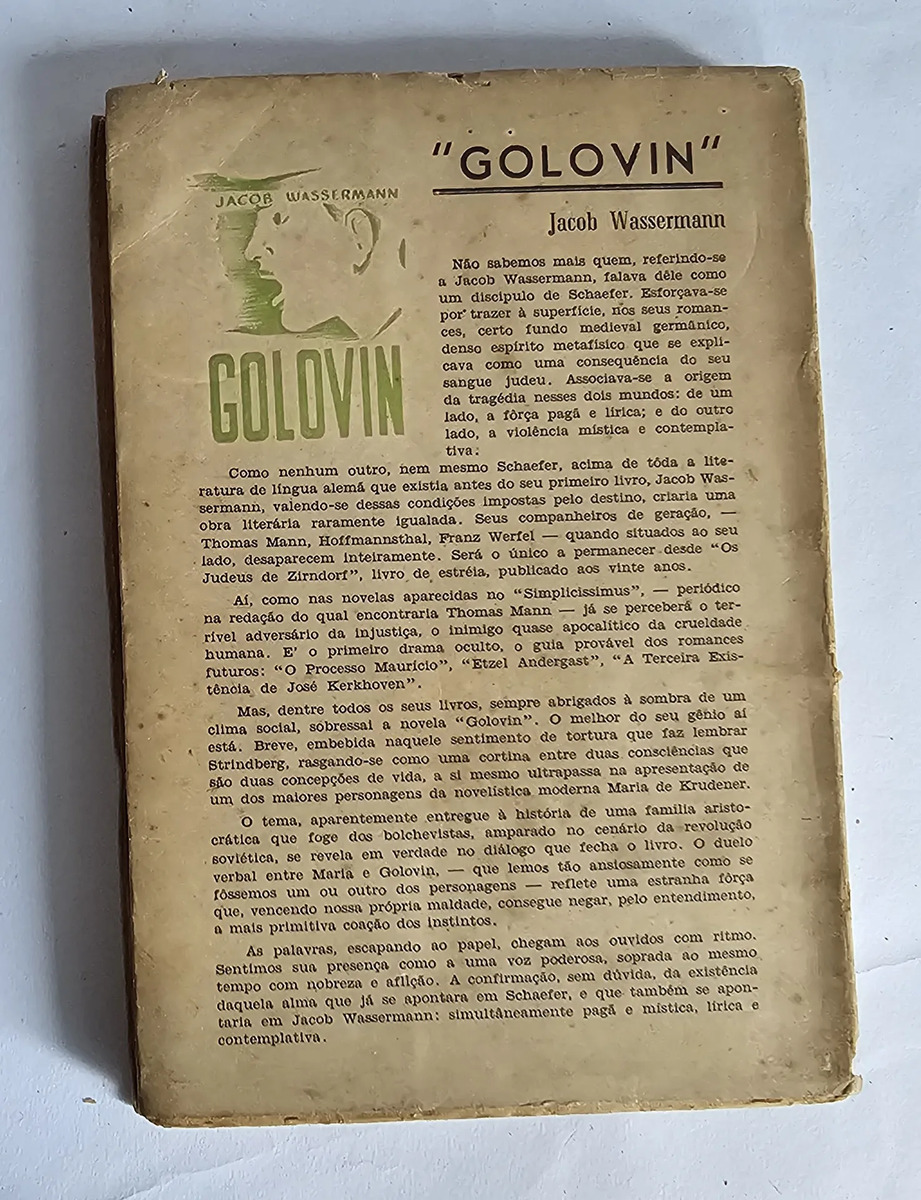 "GOLOVIN"
JACOB WASSERMANN
GOLOVIN
Jacob Wassermann
Não sabemos mais quem, referindo-se
a Jacob Wassermann, falava dêle como
um discipulo de Schaefer. Esforçava-se
por trazer à superfície, nos seus roman-
ces, certo fundo medieval germânico,
denso espírito metafísico que se expli-
cava como uma consequência do seu
sangue judeu. Associava-se a origem
da tragédia nesses dois mundos: de um
lado, a fôrça pagã e lírica; e do outro
lado, a violência mística e contempla-
tiva.
Como nenhum outro, nem mesmo Schaefer, acima de tôda a lite-
ratura de língua alemã que existia antes do seu primeiro livro, Jacob Was-
sermann, valendo-se dessas condições impostas pelo destino, criaria uma
obra literária raramente igualada. Seus companheiros de geração, —
Thomas Mann, Hoffmannsthal, Franz Werfel — quando situados ao seu
lado, desaparecem inteiramente. Será o único a permanecer desde "Os
Judeus de Zirndorf", livro de estréia, publicado aos vinte anos.
Aí, como nas novelas aparecidas no "Simplicissimus", — periódico
na redação do qual encontraria Thomas Mann — já se perceberá o ter-
rível adversário da injustiça, o inimigo quase apocalítico da crueldade
humana. E' o primeiro drama oculto, o guia provável dos romances
futuros: "O Processo Maurício", "Etzel Andergast", "A Terceira Exis-
tência de José Kerkhoven".
Mas, dentre todos os seus livros, sempre abrigados à sombra de um
clima social, sobressai a novela "Golovin". O melhor do seu gênio aí
está. Breve, embebida naquele sentimento de tortura que faz lembrar
Strindberg, rasgando-se como uma cortina entre duas consciências que
são duas concepções de vida, a si mesmo ultrapassa na apresentação de
um dos maiores personagens da novelística moderna Maria de Krudener.
O tema, aparentemente entregue à história de uma família aristo-
crática que foge dos bolchevistas, amparado no cenário da revolução
soviética, se revela em verdade no diálogo que fecha o livro. O duelo
verbal entre Maria e Golovin, — que lemos tão ansiosamente como se
fôssemos um ou outro dos personagens — reflete uma estranha fôrça
que, vencendo nossa própria maldade, consegue negar, pelo entendimento,
a mais primitiva coação dos instintos.
As palavras, escapando ao papel, chegam aos ouvidos com ritmo.
Sentimos sua presença como a uma voz poderosa, soprada ao mesmo
tempo com nobreza e aflição. A confirmação, sem dúvida, da existência
daquela alma que já se apontara em Schaefer, e que também se apon-
taria em Jacob Wassermann: simultâneamente pagã e mística, lírica e
contemplativa.